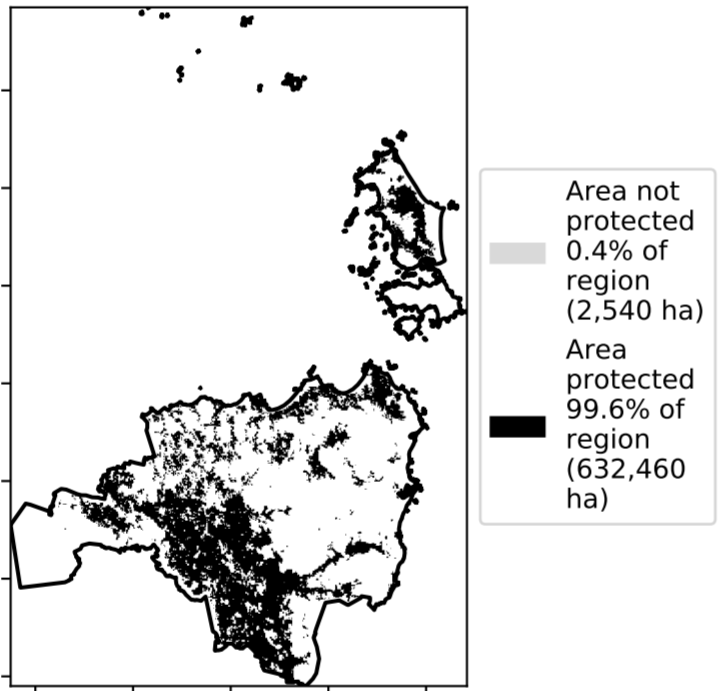 Area not
protected
0.4% of
region
(2,540 ha)
Area
protected
99.6% of
region
(632,460
ha)